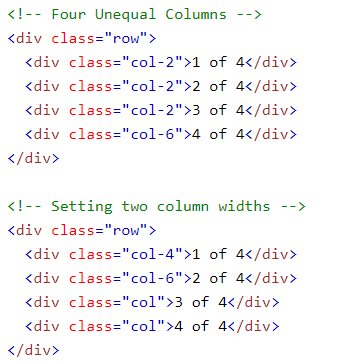 <!-- Four Unequal Columns -->
<div class="row">
  <div class="col-2">1 of 4</div>
  <div class="col-2">2 of 4</div>
  <div class="col-2">3 of 4</div>
  <div class="col-6">4 of 4</div>
</div>

<!-- Setting two column widths -->
<div class="row">
  <div class="col-4">1 of 4</div>
  <div class="col-6">2 of 4</div>
  <div class="col">3 of 4</div>
  <div class="col">4 of 4</div>
</div>